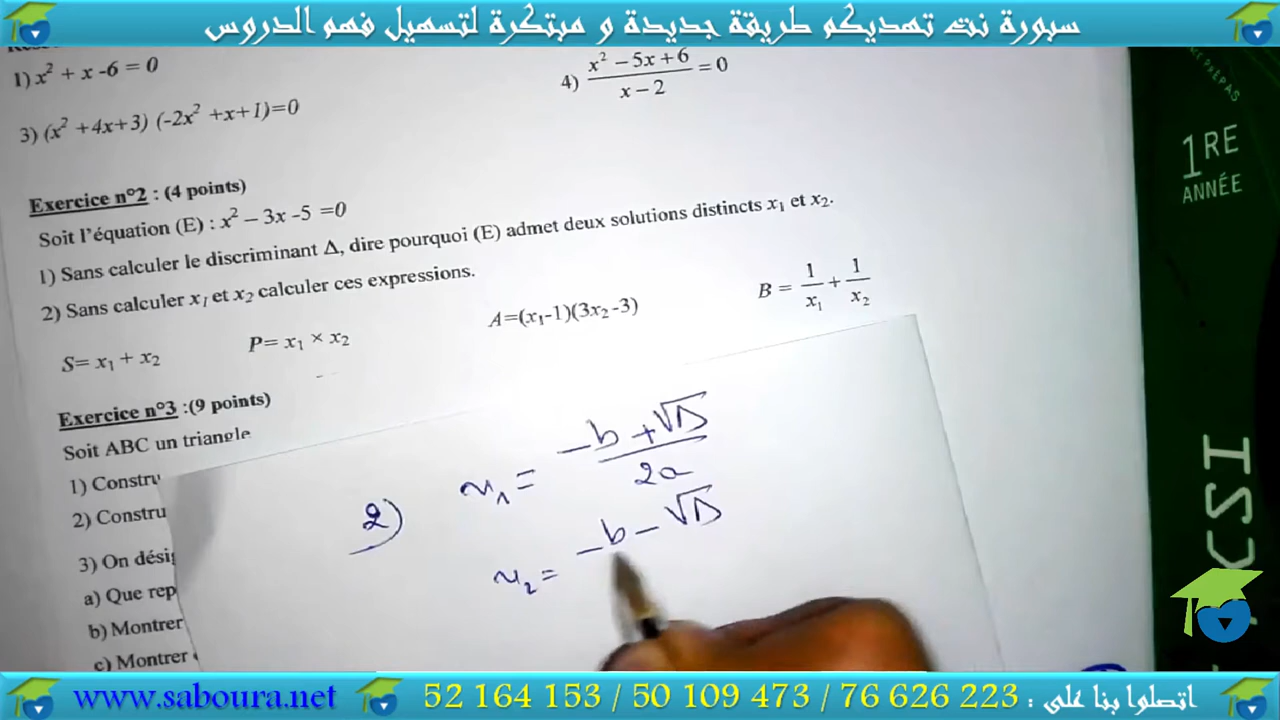 سبورة نت تهديكم طريقة جديدة و مبتكرة لتسهيل فهم الدروس
1) x² + x -6 = 0
4) (x² − 5x + 6)/(x − 2) = 0
3) (x² +4x+3) (-2x² +x+1)=0
Exercice n°2 : (4 points)
Soit l'équation (E) : x² − 3x -5 =0
1) Sans calculer le discriminant Δ, dire pourquoi (E) admet deux solutions distincts x₁ et x₂.
2) Sans calculer x₁ et x₂ calculer ces expressions.
S= x₁ + x₂ P= x₁ × x₂ A=(x₁-1)(3x₂-3) B = 1/x₁ + 1/x₂
Exercice n°3 :(9 points)
Soit ABC un triangle
1) Constru
2) Constru
3) On désig
a) Que rep
b) Montrer
c) Montrer
2) x₁ = (−b + √Δ)/2a
x₂ = −b − √Δ
PRÉPAS
1RE
ANNÉE
PCSI
www.saboura.net
52 164 153 / 50 109 473 / 76 626 223 : اتصلوا بنا على